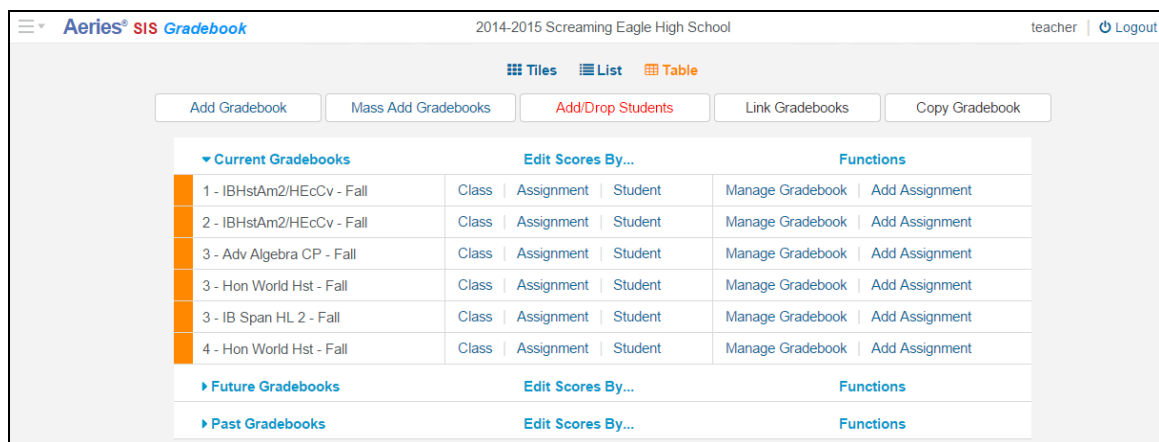 Aeries® SIS Gradebook 2014-2015 Screaming Eagle High School teacher Logout
Tiles List Table
Add Gradebook Mass Add Gradebooks Add/Drop Students Link Gradebooks Copy Gradebook
Current Gradebooks Edit Scores By... Functions
1 - IBHstAm2/HEcCv - Fall Class | Assignment | Student Manage Gradebook | Add Assignment
2 - IBHstAm2/HEcCv - Fall Class | Assignment | Student Manage Gradebook | Add Assignment
3 - Adv Algebra CP - Fall Class | Assignment | Student Manage Gradebook | Add Assignment
3 - Hon World Hst - Fall Class | Assignment | Student Manage Gradebook | Add Assignment
3 - IB Span HL 2 - Fall Class | Assignment | Student Manage Gradebook | Add Assignment
4 - Hon World Hst - Fall Class | Assignment | Student Manage Gradebook | Add Assignment
Future Gradebooks Edit Scores By... Functions
Past Gradebooks Edit Scores By... Functions